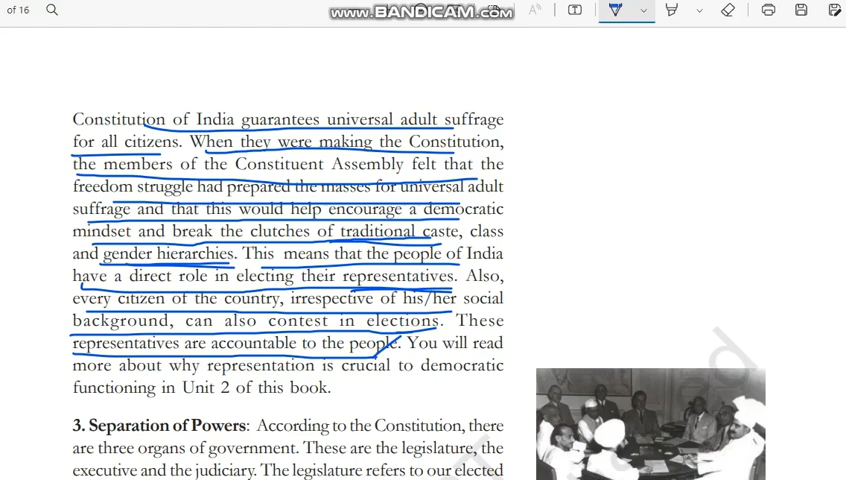 of 16
www.BANDICAM.com
Constitution of India guarantees universal adult suffrage
for all citizens. When they were making the Constitution,
the members of the Constituent Assembly felt that the
freedom struggle had prepared the masses for universal adult
suffrage and that this would help encourage a democratic
mindset and break the clutches of traditional caste, class
and gender hierarchies. This means that the people of India
have a direct role in electing their representatives. Also,
every citizen of the country, irrespective of his/her social
background, can also contest in elections. These
representatives are accountable to the people. You will read
more about why representation is crucial to democratic
functioning in Unit 2 of this book.
3. Separation of Powers: According to the Constitution, there
are three organs of government. These are the legislature, the
executive and the judiciary. The legislature refers to our elected